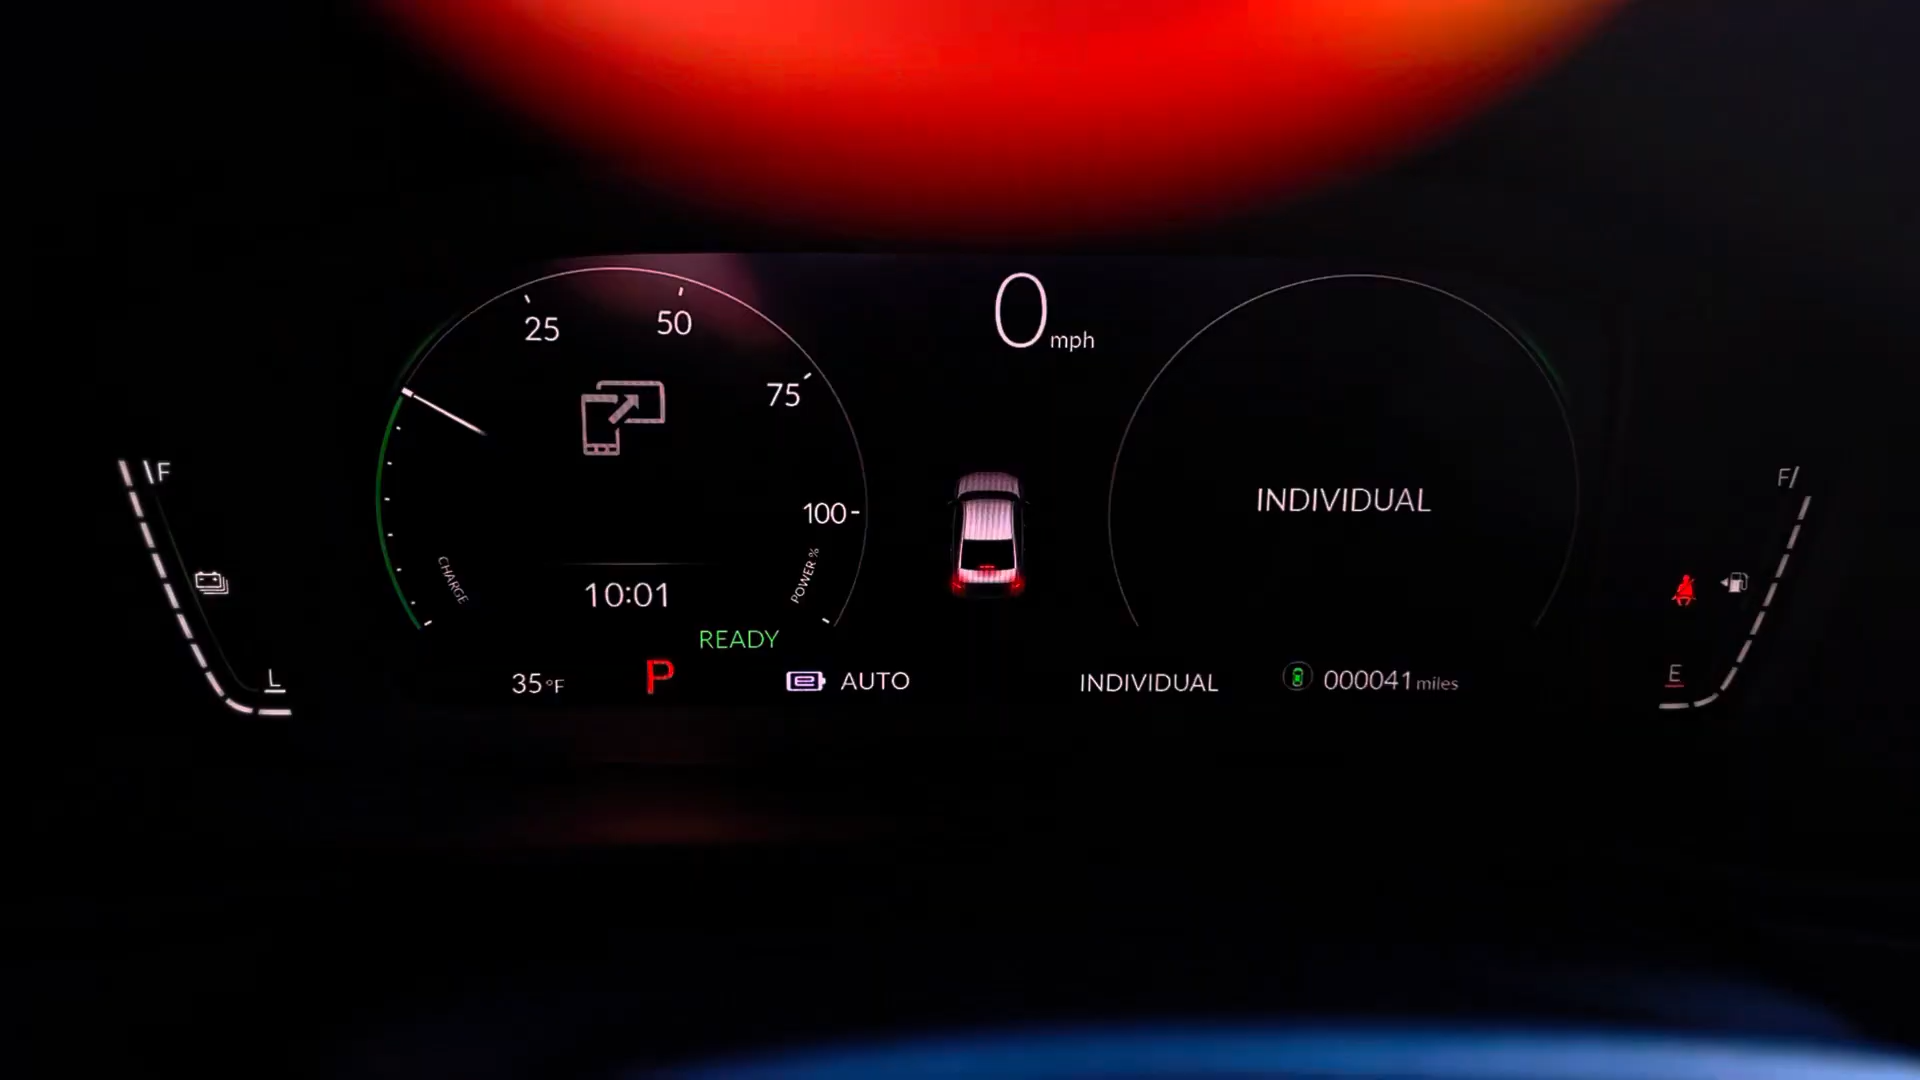 0 mph
25
50
75
100
F
F
CHARGE
POWER %
INDIVIDUAL
10:01
READY
L
E
35°F
P
AUTO
INDIVIDUAL
000041 miles